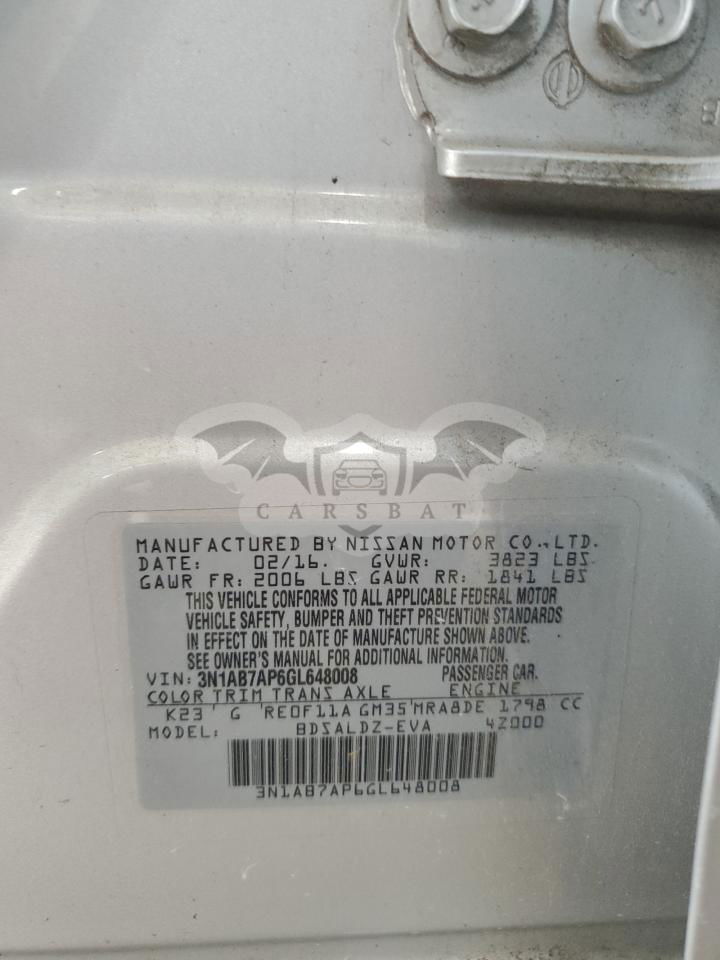 CARSBAT
MANUFACTURED BY NISSAN MOTOR CO., LTD.
DATE: 02/16. GVWR: 3823 LBS
GAWR FR: 2006 LBS GAWR RR: 1841 LBS
THIS VEHICLE CONFORMS TO ALL APPLICABLE FEDERAL MOTOR
VEHICLE SAFETY, BUMPER AND THEFT PREVENTION STANDARDS
IN EFFECT ON THE DATE OF MANUFACTURE SHOWN ABOVE.
SEE OWNER'S MANUAL FOR ADDITIONAL INFORMATION.
VIN: 3N1AB7AP6GL648008 PASSENGER CAR.
COLOR TRIM TRANS AXLE ENGINE
K23 G RE0F11A GM35 MRA8DE 1798 CC
MODEL: BDSALDZ-EVA 4Z000
3N1AB7AP6GL648008